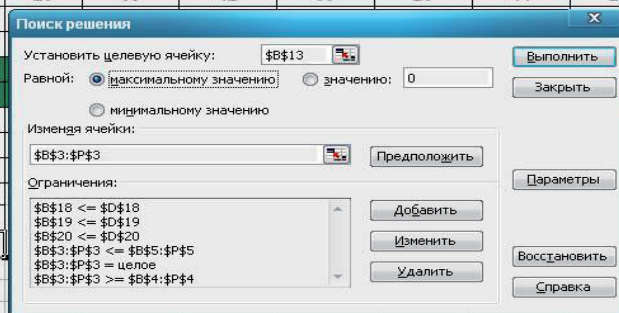 Поиск решения
Установить целевую ячейку: $B$13 Выполнить
Равной: максимальному значению значению: 0 Закрыть
минимальному значению
Изменяя ячейки:
$B$3:$P$3 Предположить
Ограничения: Параметры
$B$18 <= $D$18 Добавить
$B$19 <= $D$19
$B$20 <= $D$20 Изменить
$B$3:$P$3 <= $B$5:$P$5 Восстановить
$B$3:$P$3 = целое Удалить
$B$3:$P$3 >= $B$4:$P$4 Справка